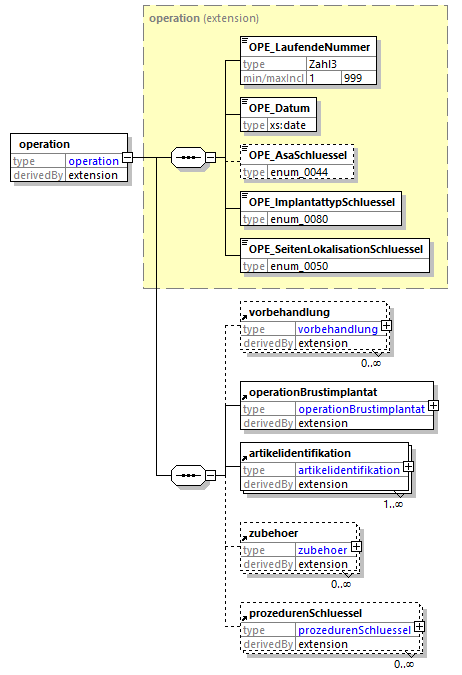 operation (extension)
OPE_LaufendeNummer
type Zahl3
min/maxIncl 1 999
OPE_Datum
type xs:date
operation
type operation
derivedBy extension
OPE_AsaSchluessel
type enum_0044
OPE_ImplantattypSchluessel
type enum_0080
OPE_SeitenLokalisationSchluessel
type enum_0050
vorbehandlung
type vorbehandlung
derivedBy extension
0..∞
operationBrustimplantat
type operationBrustimplantat
derivedBy extension
artikelidentifikation
type artikelidentifikation
derivedBy extension
1..∞
zubehoer
type zubehoer
derivedBy extension
0..∞
prozedurenSchluessel
type prozedurenSchluessel
derivedBy extension
0..∞